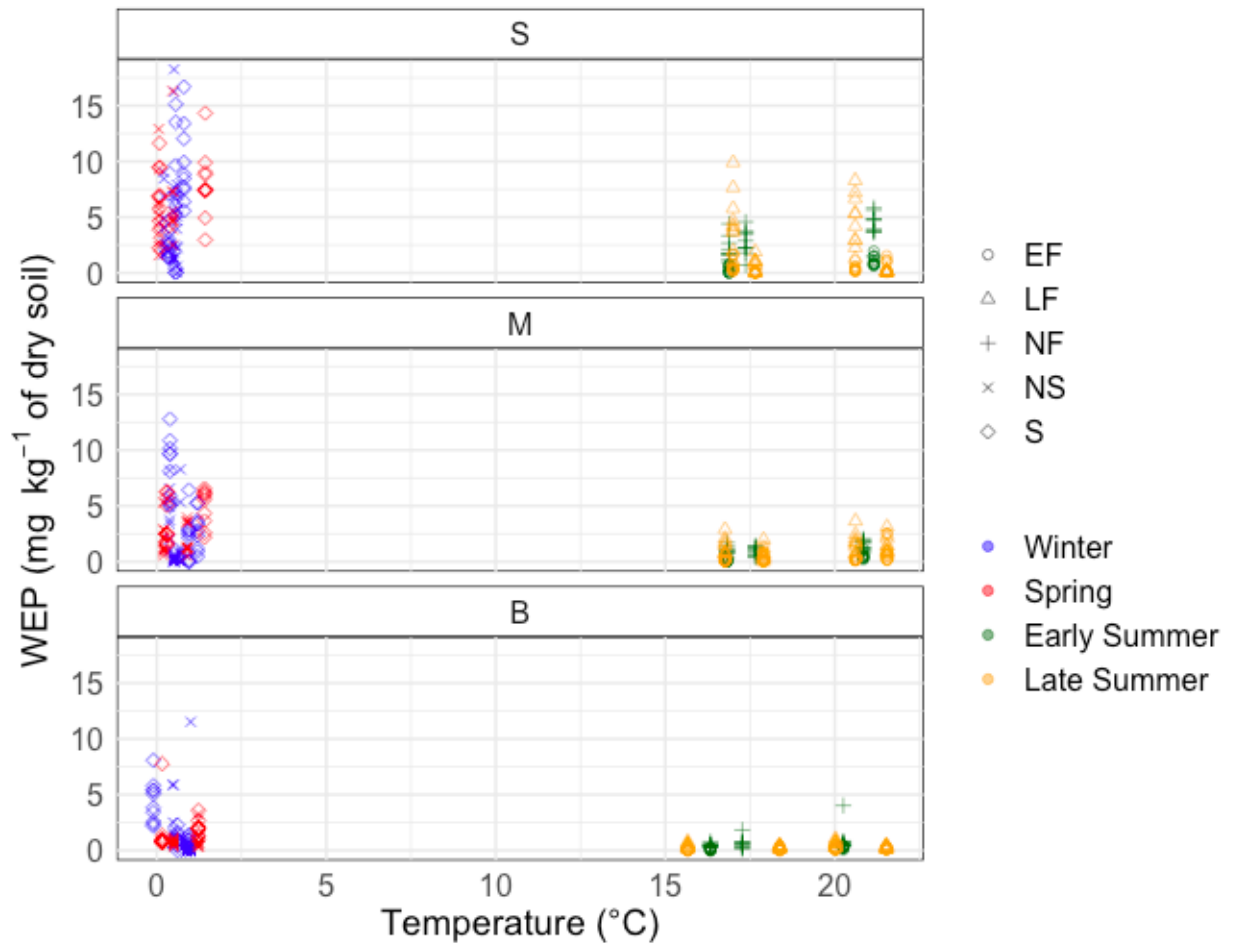 S
15
10
5
0
M
15
10
5
0
B
15
10
5
0
0 5 10 15 20
Temperature (°C)
WEP (mg kg⁻¹ of dry soil)
EF
LF
NF
NS
S
Winter
Spring
Early Summer
Late Summer